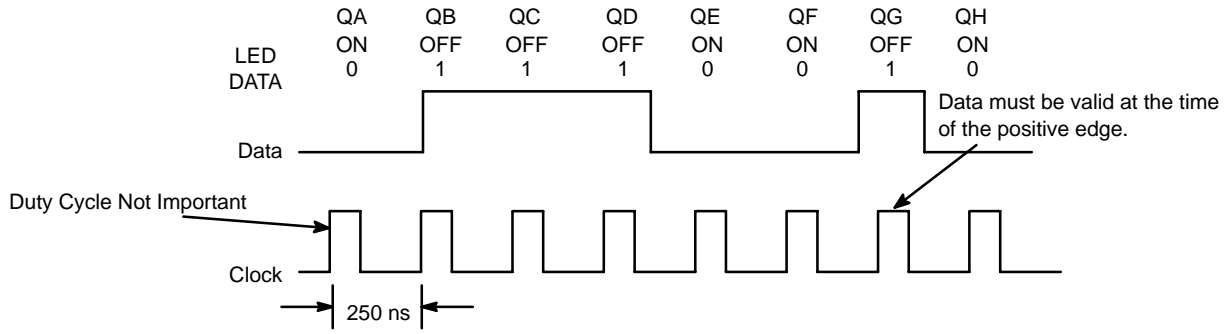 QA QB QC QD QE QF QG QH
ON OFF OFF OFF ON ON OFF ON
LED DATA 0 1 1 1 0 0 1 0
Data must be valid at the time
of the positive edge.
Data
Duty Cycle Not Important
Clock
250 ns